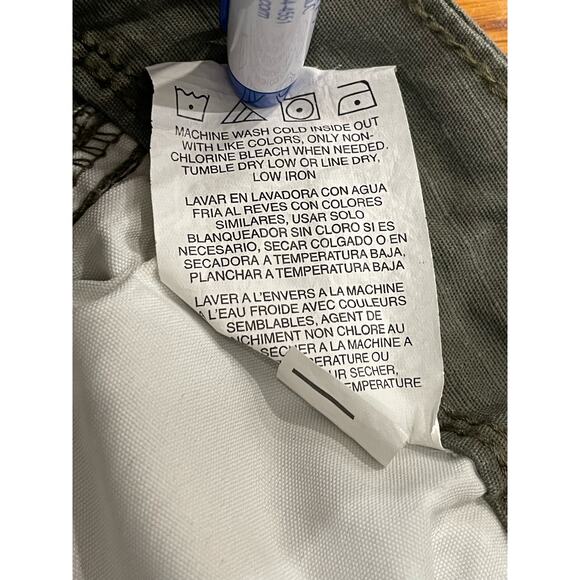 4551
.com
MACHINE WASH COLD INSIDE OUT
WITH LIKE COLORS, ONLY NON-
CHLORINE BLEACH WHEN NEEDED.
TUMBLE DRY LOW OR LINE DRY,
LOW IRON
LAVAR EN LAVADORA CON AGUA
FRIA AL REVES CON COLORES
SIMILARES, USAR SOLO
BLANQUEADOR SIN CLORO SI ES
NECESARIO, SECAR COLGADO O EN
SECADORA A TEMPERATURA BAJA,
PLANCHAR A TEMPERATURA BAJA
LAVER A L'ENVERS A LA MACHINE
A L'EAU FROIDE AVEC COULEURS
SEMBLABLES, AGENT DE
NCHIMENT NON CHLORE AU
SECHER A LA MACHINE A
ERATURE OU
UR SECHER,
TEMPERATURE